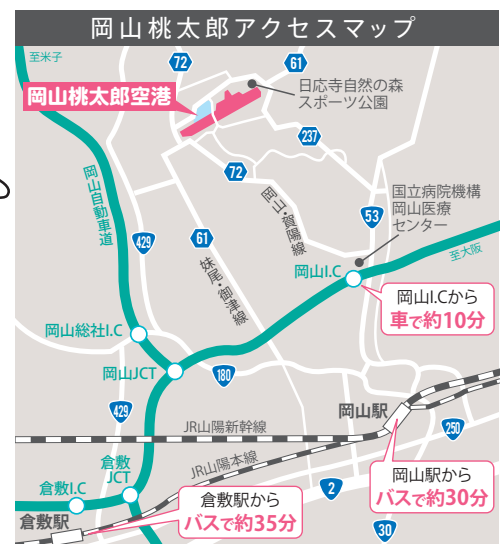 岡山桃太郎アクセスマップ
至米子
72
61
日応寺自然の森
スポーツ公園
岡山桃太郎空港
237
72
岡山自動車道
岡山・賀陽線
国立病院機構
岡山医療
センター
53
429
61
妹尾・御津線
至大阪
岡山I.C
岡山I.Cから
車で約10分
岡山総社I.C
岡山JCT
180
429
岡山駅
JR山陽新幹線
250
倉敷
JCT
JR山陽本線
岡山駅から
バスで約30分
倉敷I.C
2
倉敷駅から
バスで約35分
倉敷駅
30